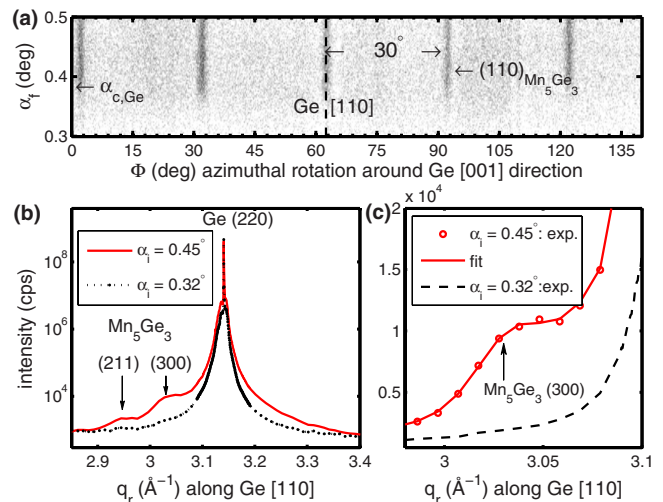 (a)
0.5
0.4
0.3
α_f (deg)
← α_c,Ge
30°
(110)_Mn5Ge3
Ge [110]
0 15 30 45 60 75 90 105 120 135
Φ (deg) azimuthal rotation around Ge [001] direction
(b)
Ge (220)
α_i = 0.45°
α_i = 0.32°
Mn5Ge3
(211) (300)
10^8
10^6
10^4
intensity (cps)
2.9 3 3.1 3.2 3.3 3.4
q_r (Å^-1) along Ge [110]
(c)
x 10^4
α_i = 0.45°: exp.
fit
α_i = 0.32°:exp
Mn5Ge3 (300)
2
1.5
1
0.5
3 3.05 3.1
q_r (Å^-1) along Ge [110]